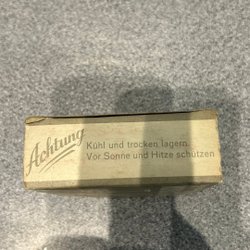 Achtung
Kühl und trocken lagern
Vor Sonne und Hitze schützen